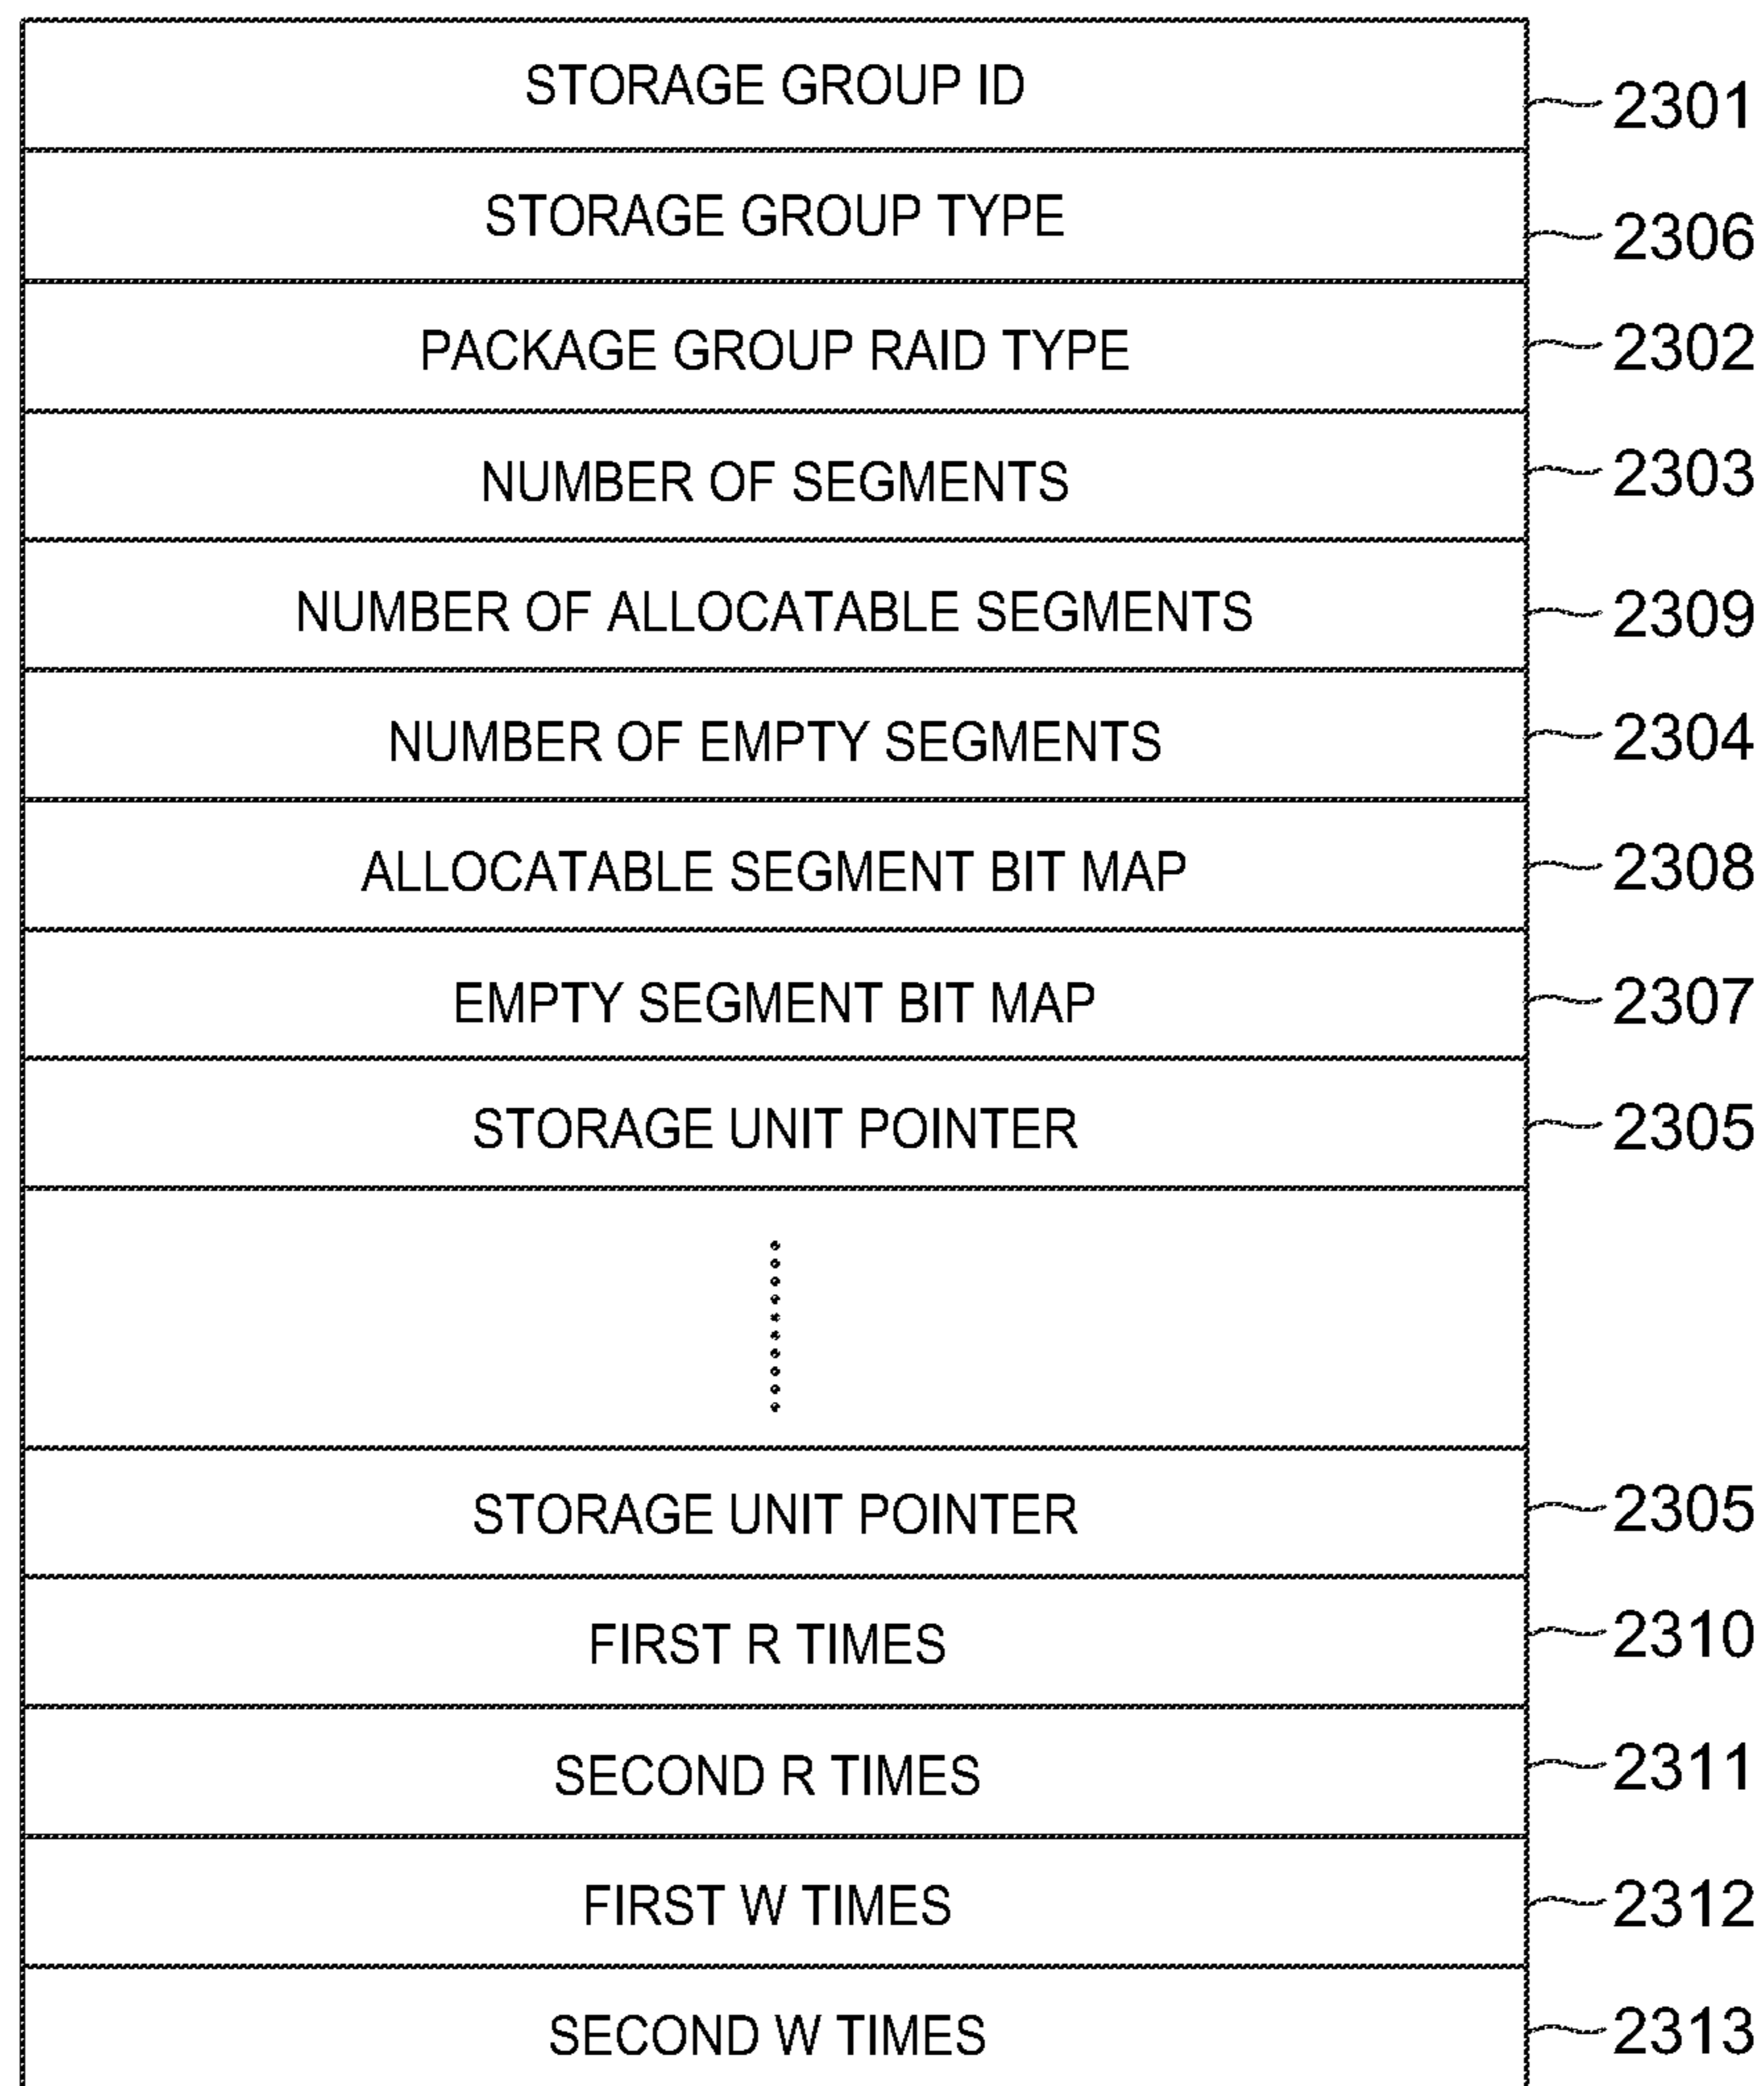 STORAGE GROUP ID 2301
STORAGE GROUP TYPE 2306
PACKAGE GROUP RAID TYPE 2302
NUMBER OF SEGMENTS 2303
NUMBER OF ALLOCATABLE SEGMENTS 2309
NUMBER OF EMPTY SEGMENTS 2304
ALLOCATABLE SEGMENT BIT MAP 2308
EMPTY SEGMENT BIT MAP 2307
STORAGE UNIT POINTER 2305
STORAGE UNIT POINTER 2305
FIRST R TIMES 2310
SECOND R TIMES 2311
FIRST W TIMES 2312
SECOND W TIMES 2313